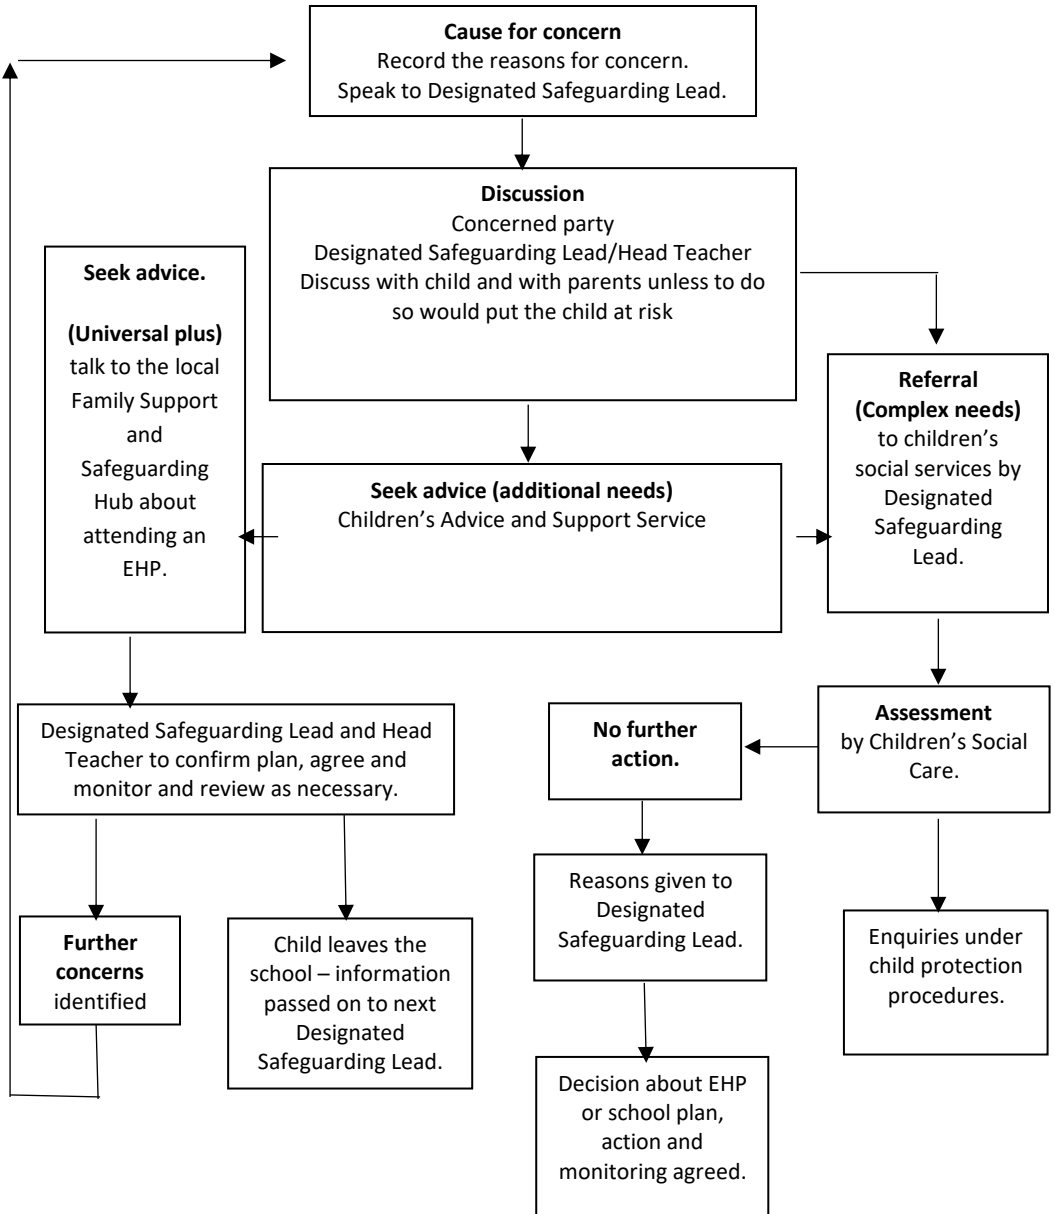 Cause for concern
Record the reasons for concern.
Speak to Designated Safeguarding Lead.
Discussion
Concerned party
Designated Safeguarding Lead/Head Teacher
Discuss with child and with parents unless to do
so would put the child at risk
Seek advice.
(Universal plus)
talk to the local
Family Support
and
Safeguarding
Hub about
attending an
EHP.
Seek advice (additional needs)
Children’s Advice and Support Service
Referral
(Complex needs)
to children’s
social services by
Designated
Safeguarding
Lead.
Designated Safeguarding Lead and Head
Teacher to confirm plan, agree and
monitor and review as necessary.
No further
action.
Assessment
by Children’s Social
Care.
Further
concerns
identified
Child leaves the
school – information
passed on to next
Designated
Safeguarding Lead.
Reasons given to
Designated
Safeguarding Lead.
Enquiries under
child protection
procedures.
Decision about EHP
or school plan,
action and
monitoring agreed.